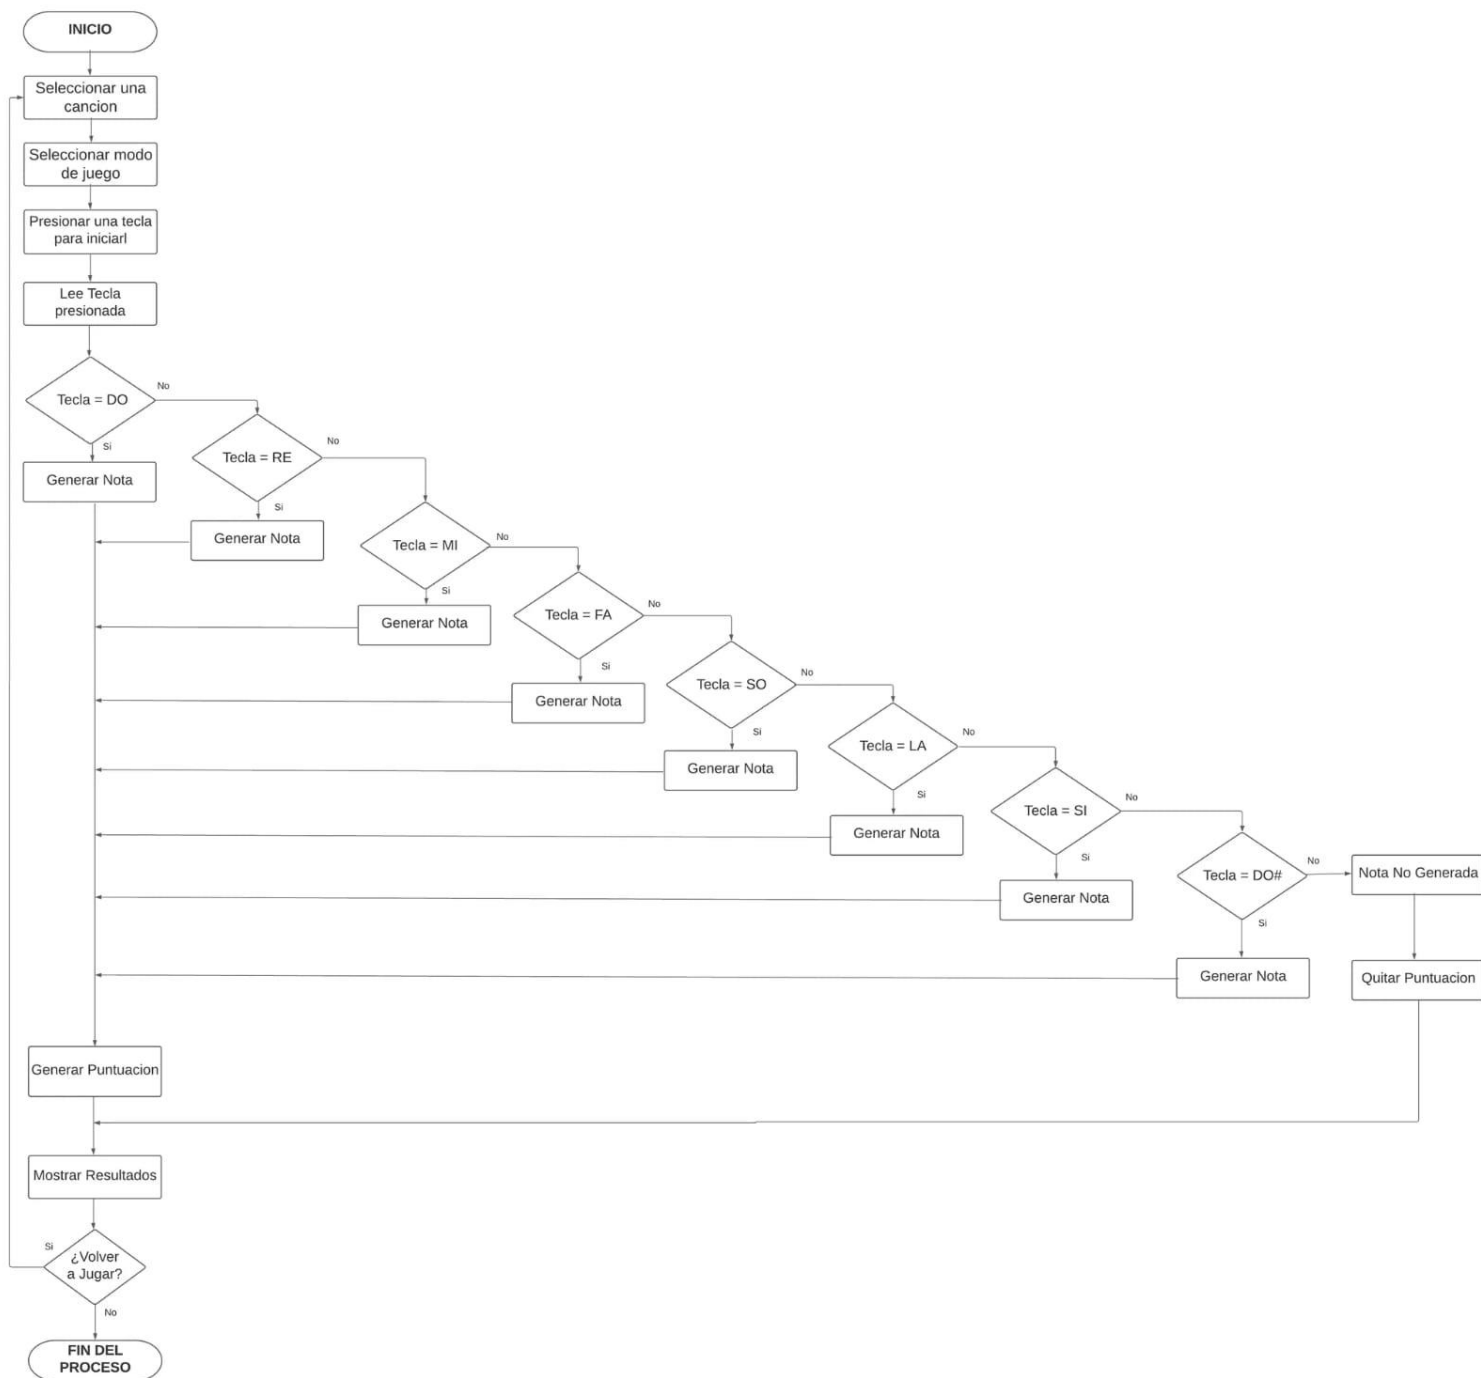 INICIO
Seleccionar una
cancion
Seleccionar modo
de juego
Presionar una tecla
para iniciarl
Lee Tecla
presionada
Tecla = DO
No
Si
Generar Nota
Tecla = RE
No
Si
Generar Nota
Tecla = MI
No
Si
Generar Nota
Tecla = FA
No
Si
Generar Nota
Tecla = SO
No
Si
Generar Nota
Tecla = LA
No
Si
Generar Nota
Tecla = SI
No
Si
Generar Nota
Tecla = DO#
No
Si
Generar Nota
Nota No Generada
Quitar Puntuacion
Generar Puntuacion
Mostrar Resultados
¿Volver
a Jugar?
Si
No
FIN DEL
PROCESO